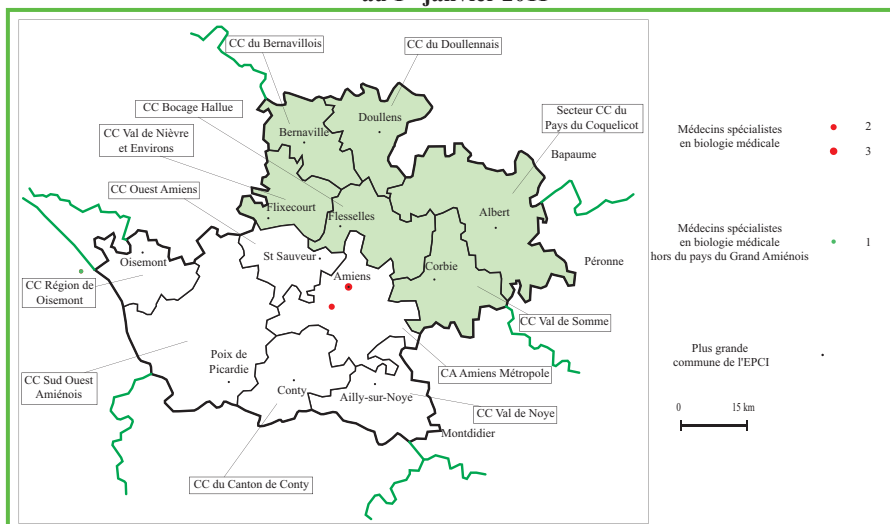 au 1er janvier 2011
CC du Bernavillois
CC du Doullennais
CC Bocage Hallue
CC Val de Nièvre
et Environs
CC Ouest Amiens
Secteur CC du
Pays du Coquelicot
Bapaume
Doullens
Bernaville
Flixecourt
Flesselles
Albert
Oisemont
St Sauveur
Amiens
Corbie
Péronne
CC Région de
Oisemont
CC Val de Somme
Poix de
Picardie
CA Amiens Métropole
CC Sud Ouest
Amiénois
Conty
Ailly-sur-Noye
CC Val de Noye
Montdidier
CC du Canton de Conty
Médecins spécialistes
en biologie médicale
2
3
Médecins spécialistes
en biologie médicale
hors du pays du Grand Amiénois
1
Plus grande
commune de l'EPCI
0 15 km